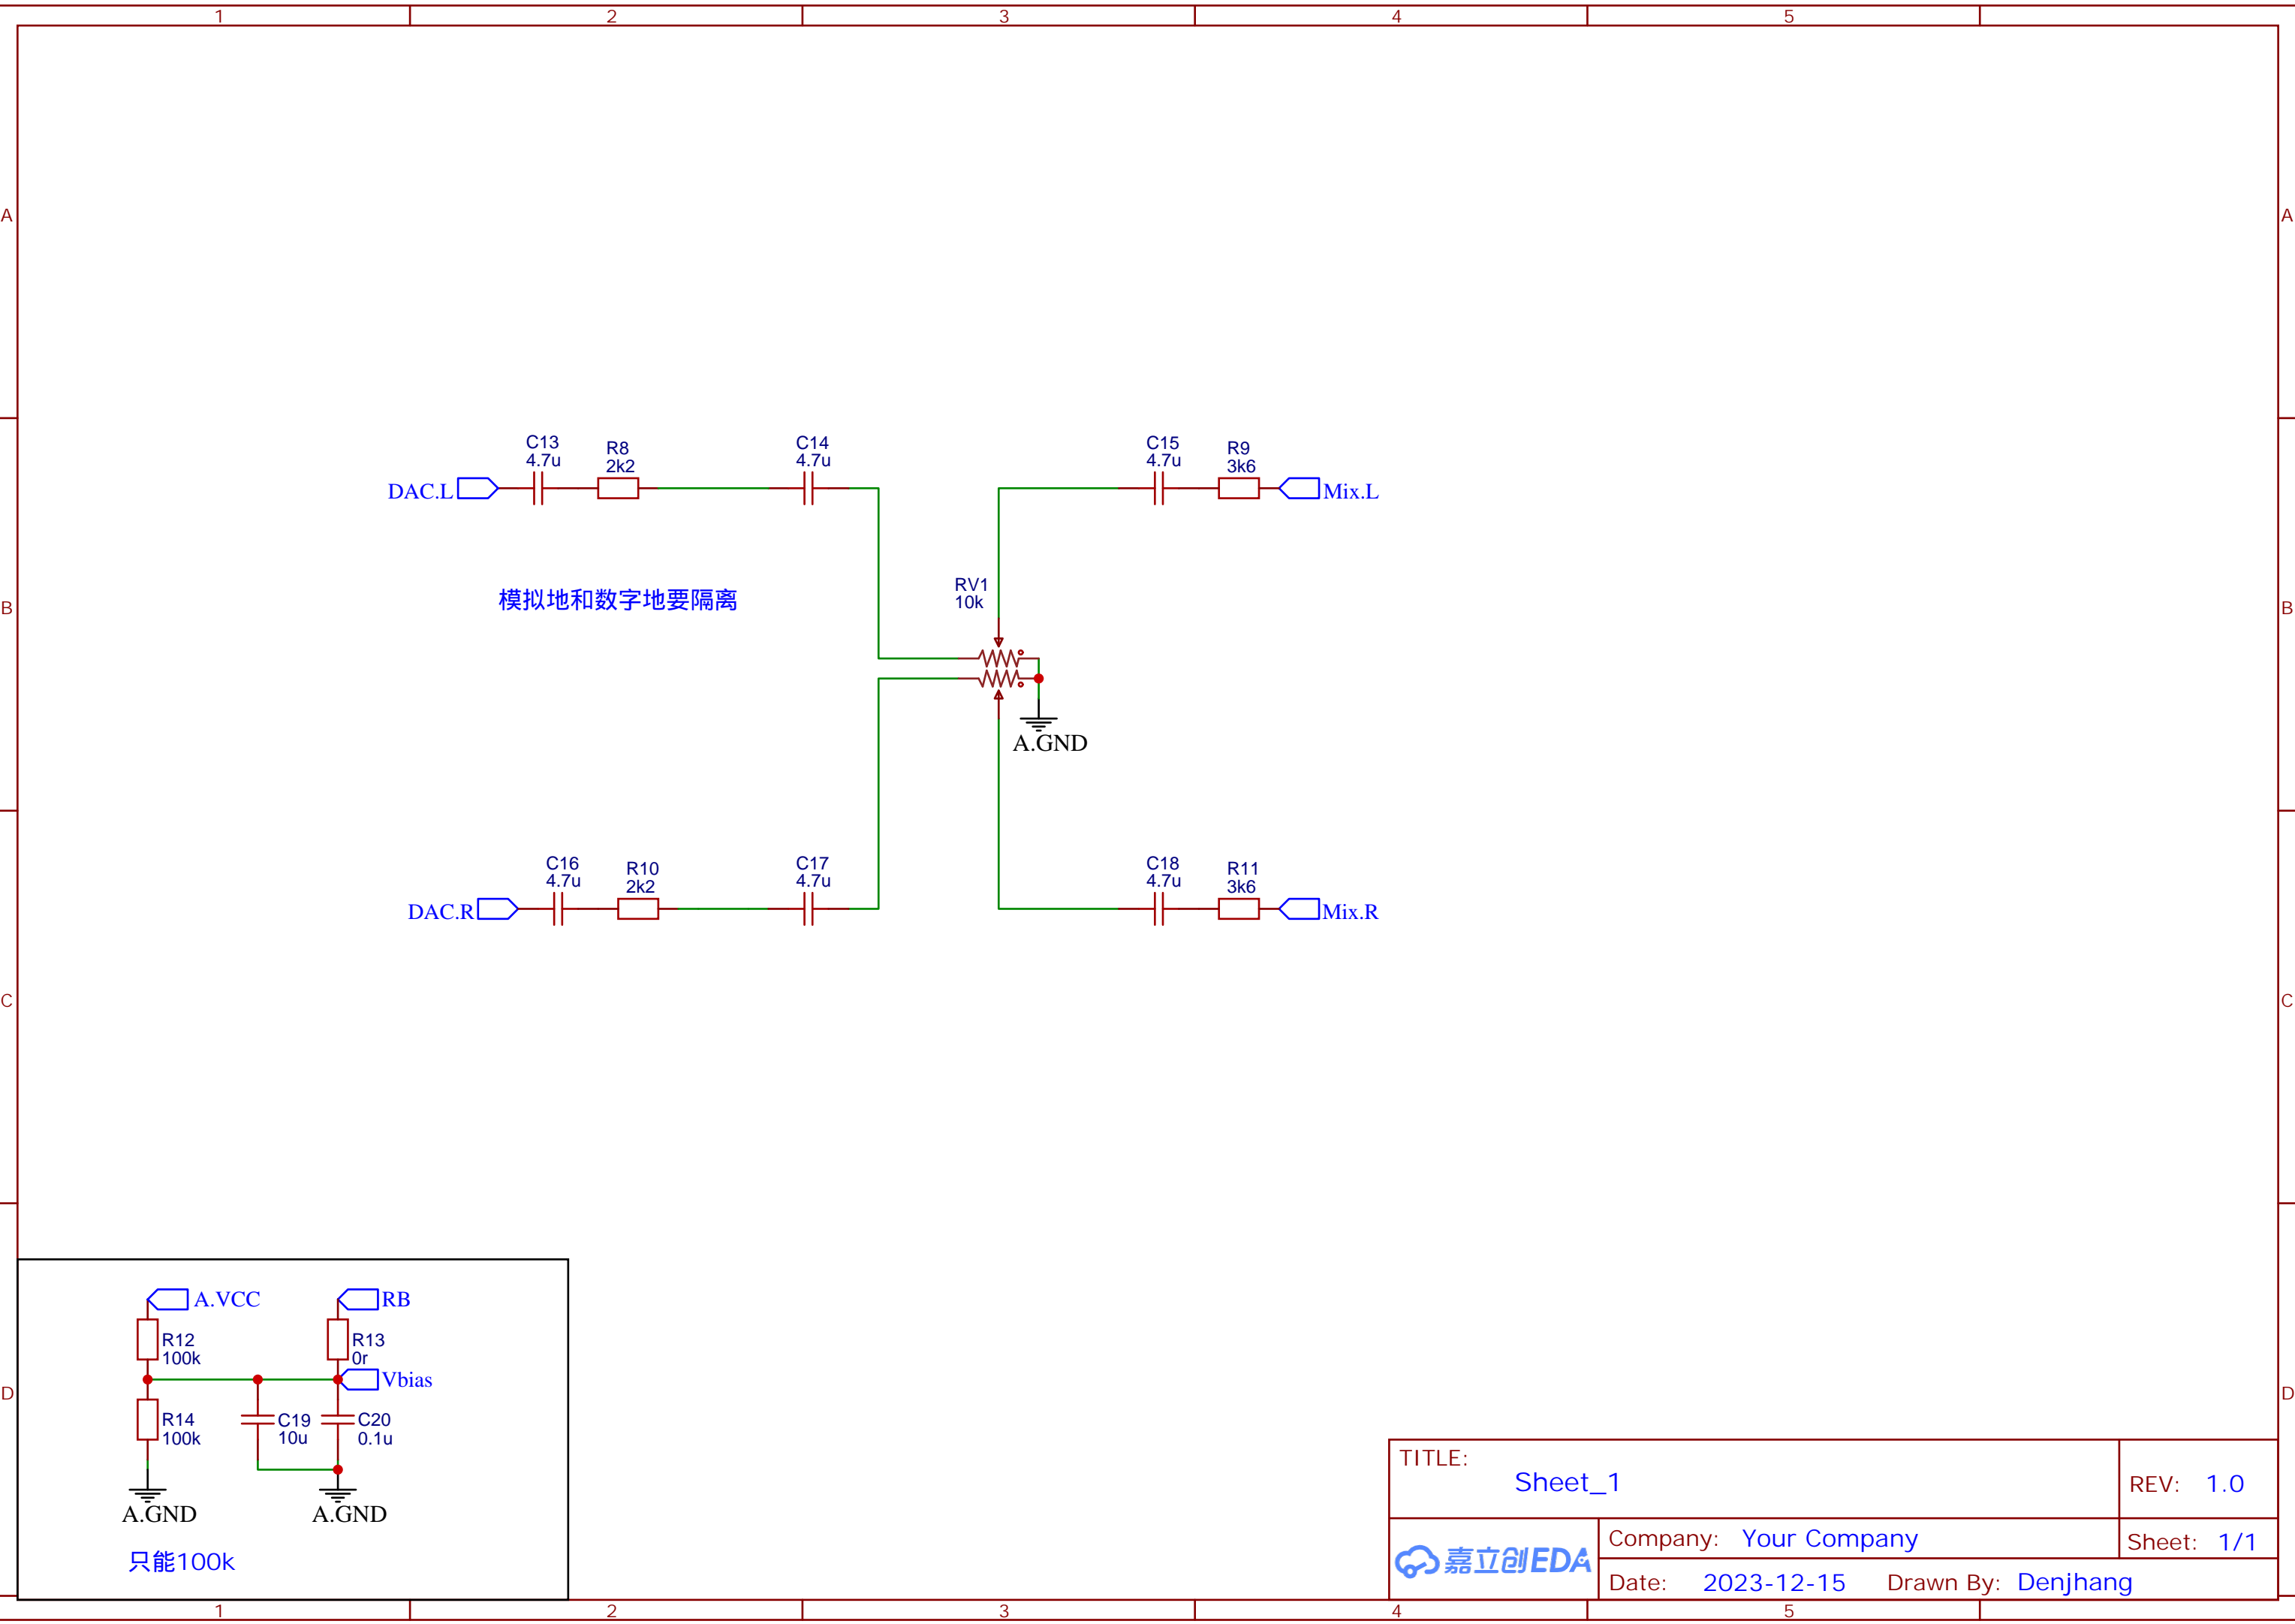 1 2 3 4 5
A A
C13
4.7u
R8
2k2
C14
4.7u
C15
4.7u
R9
3k6
DAC.L
Mix.L
模拟地和数字地要隔离
RV1
10k
B B
A.GND
C16
4.7u
R10
2k2
C17
4.7u
C18
4.7u
R11
3k6
DAC.R
Mix.R
C C
A.VCC
RB
R12
100k
R13
0r
Vbias
D D
R14
100k
C19
10u
C20
0.1u
A.GND
A.GND
只能100k
TITLE:
Sheet_1
REV: 1.0
嘉立创EDA
Company: Your Company
Sheet: 1/1
Date: 2023-12-15 Drawn By: Denjhang
1 2 3 4 5